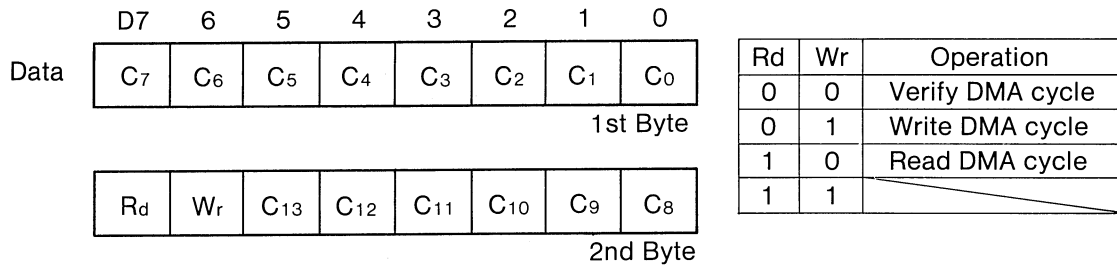 D7 6 5 4 3 2 1 0
Data C7 C6 C5 C4 C3 C2 C1 C0
1st Byte
Rd Wr C13 C12 C11 C10 C9 C8
2nd Byte
Rd Wr Operation
0 0 Verify DMA cycle
0 1 Write DMA cycle
1 0 Read DMA cycle
1 1